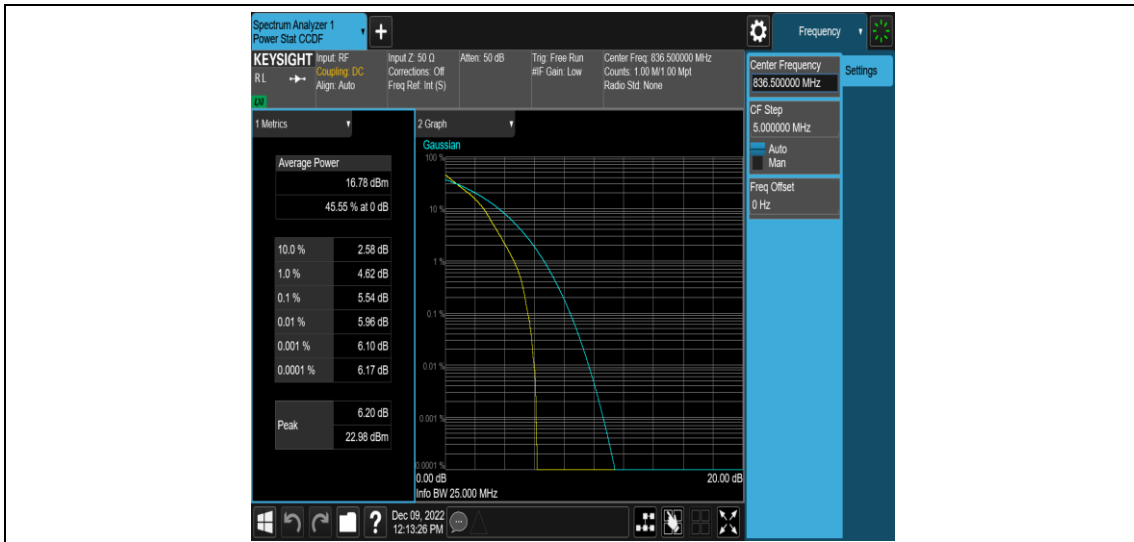 Spectrum Analyzer 1
Power Stat CCDF
+
Frequency
KEYSIGHT
RL
Input: RF
Coupling: DC
Align: Auto
Input Z: 50 Ω
Corrections: Off
Freq Ref: Int (S)
Atten: 50 dB
Trig: Free Run
#IF Gain: Low
Center Freq: 836.500000 MHz
Counts: 1.00 M/1.00 Mpt
Radio Std: None
Center Frequency
836.500000 MHz
Settings
CF Step
5.000000 MHz
Auto
Man
Freq Offset
0 Hz
1 Metrics
Average Power
16.78 dBm
45.55 % at 0 dB
10.0 % 2.58 dB
1.0 % 4.62 dB
0.1 % 5.54 dB
0.01 % 5.96 dB
0.001 % 6.10 dB
0.0001 % 6.17 dB
Peak
6.20 dB
22.98 dBm
2 Graph
Gaussian
100 %
10 %
1 %
0.1 %
0.01 %
0.001 %
0.0001 %
0.00 dB
20.00 dB
Info BW 25.000 MHz
?
Dec 09, 2022
12:13:26 PM